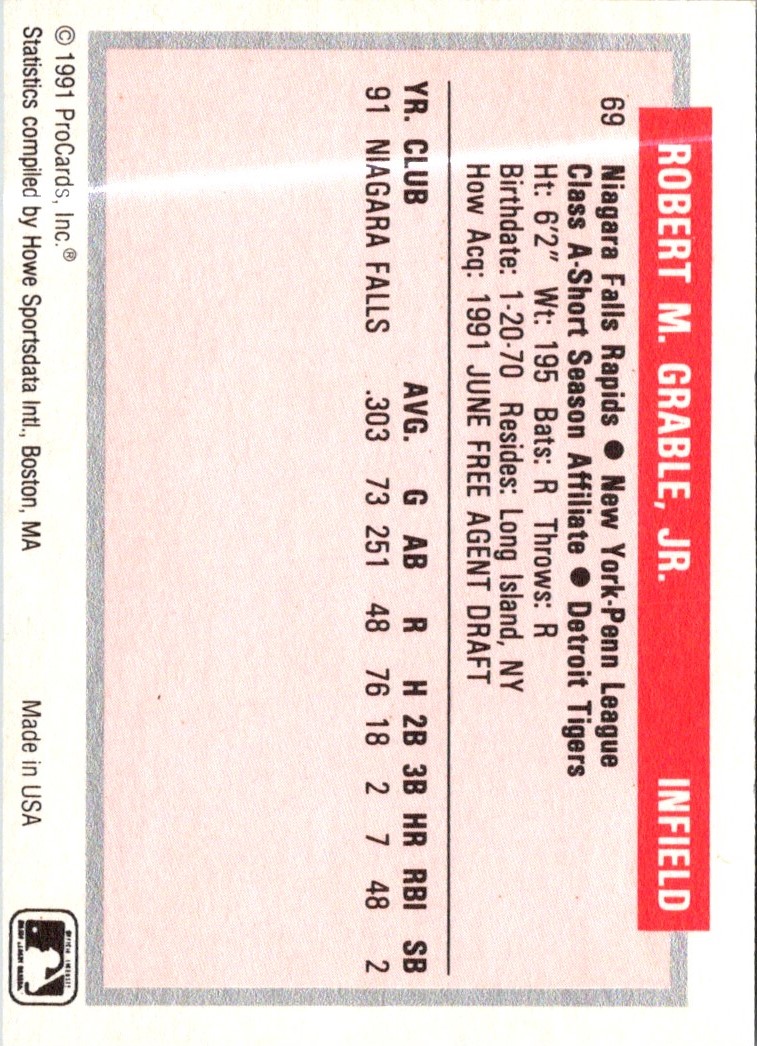 ROBERT M. GRABLE, JR. INFIELD
69 Niagara Falls Rapids ● New York-Penn League
Class A-Short Season Affiliate ● Detroit Tigers
Ht: 6'2" Wt: 195 Bats: R Throws: R
Birthdate: 1-20-70 Resides: Long Island, NY
How Acq: 1991 JUNE FREE AGENT DRAFT
YR. CLUB AVG. G AB R H 2B 3B HR RBI SB
91 NIAGARA FALLS .303 73 251 48 76 18 2 7 48 2
© 1991 ProCards, Inc.®
Statistics compiled by Howe Sportsdata Intl., Boston, MA Made in USA